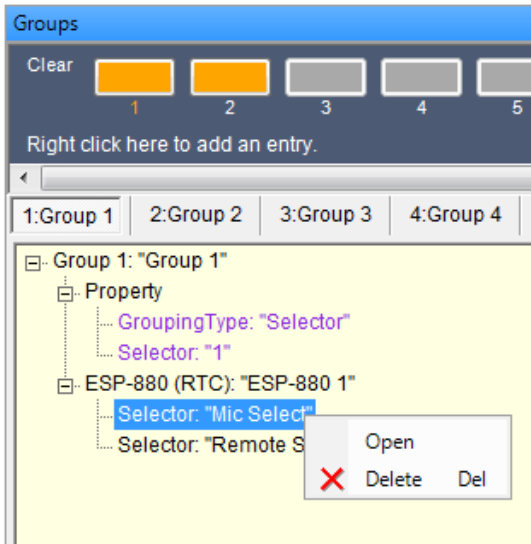 Groups
Clear
1 2 3 4 5
Right click here to add an entry.
1:Group 1 2:Group 2 3:Group 3 4:Group 4
Group 1: "Group 1"
Property
GroupingType: "Selector"
Selector: "1"
ESP-880 (RTC): "ESP-880 1"
Selector: "Mic Select"
Selector: "Remote S
Open
Delete Del